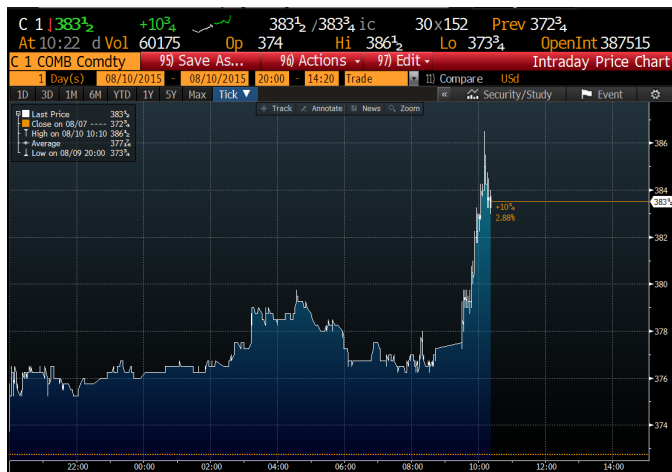 C 1 ↓383½ +10¾ 383½ /383¾ ic 30x152 Prev 372¾
At 10:22 d Vol 60175 Op 374 Hi 386½ Lo 373¾ OpenInt 387515
C 1 COMB Comdty 95) Save As... 96) Actions 97) Edit Intraday Price Chart
1 Day(s) 08/10/2015 - 08/10/2015 20:00 - 14:20 Trade 11) Compare USd
1D 3D 1M 6M YTD 1Y 5Y Max Tick ▼ « Security/Study Event
Track Annotate News Zoom
Last Price 383½
Close on 08/07 ---- 372¾
High on 08/10 10:10 386½
Average
Low on 08/09 20:00 373¾
386
384
383½
+10¾
2.88%
382
380
378
376
374
22:00 00:00 02:00 04:00 06:00 08:00 10:00 12:00 14:00